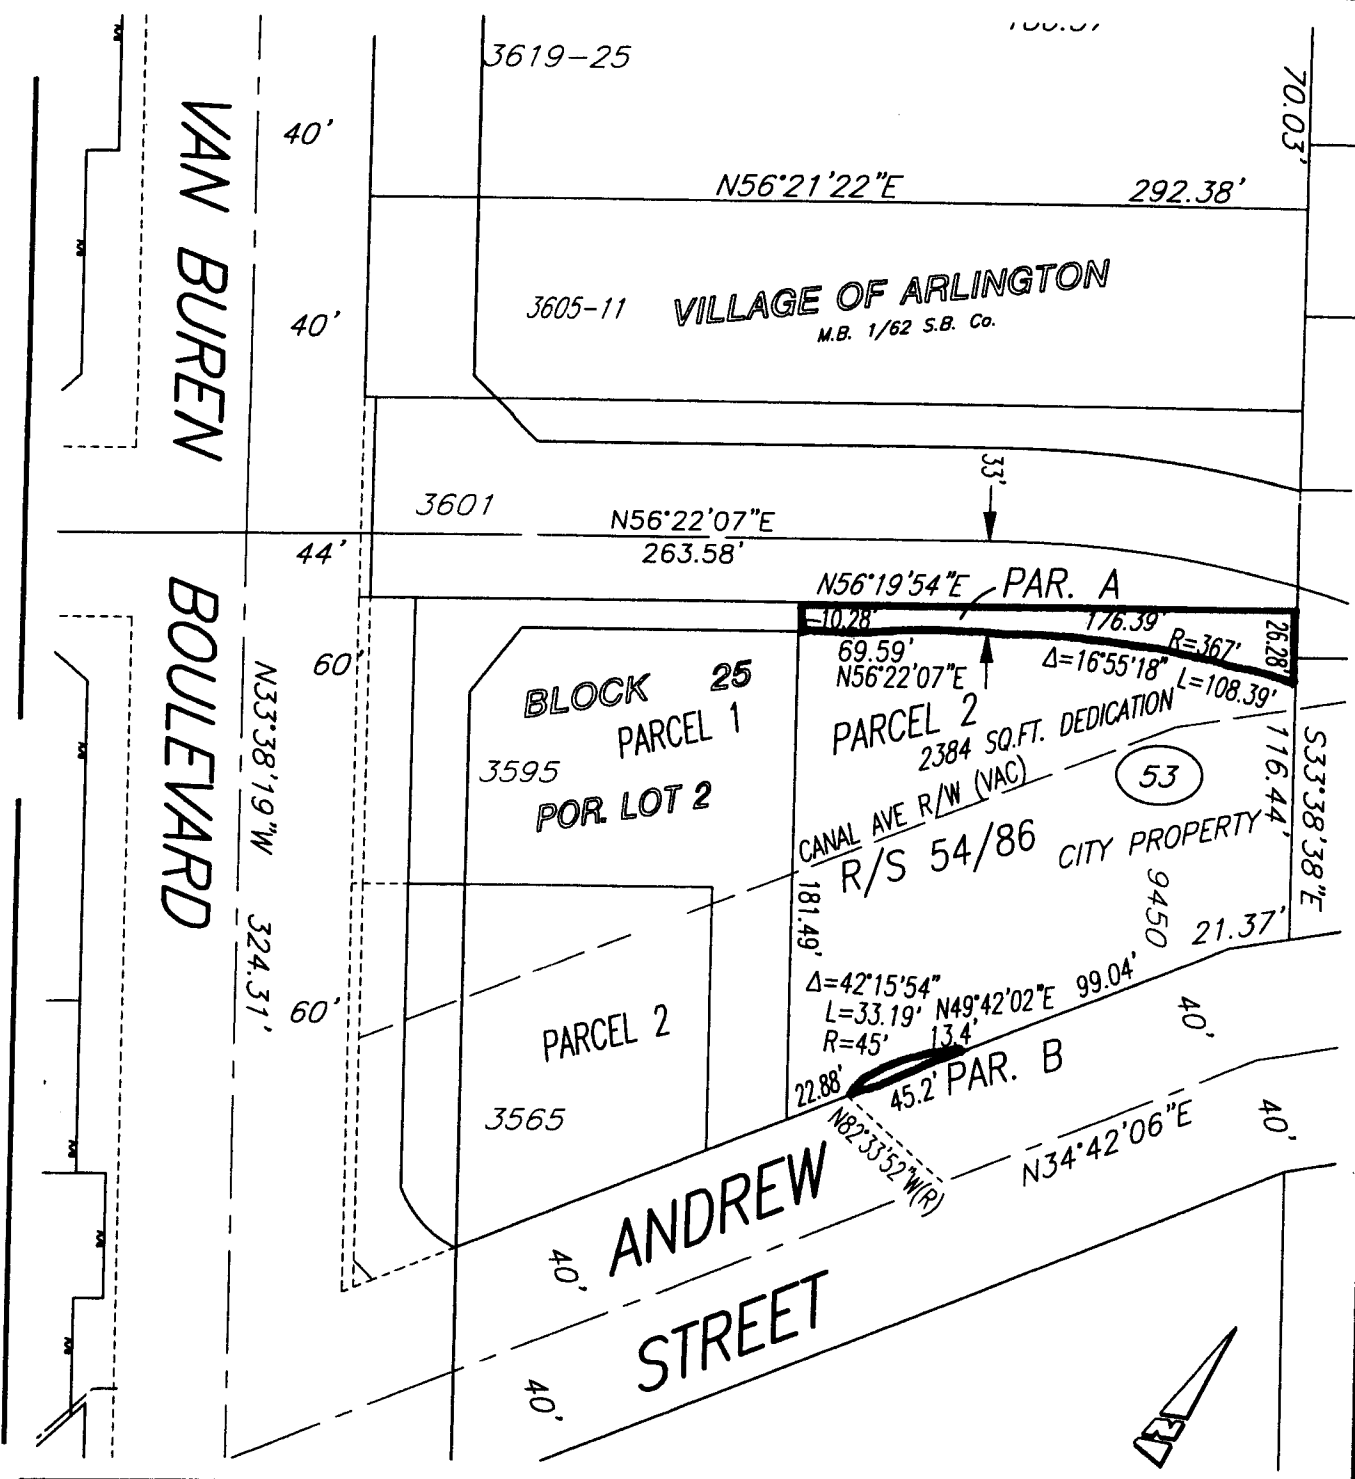 3619-25
70.03'
40'
N56°21'22"E 292.38'
VAN BUREN BOULEVARD
3605-11
VILLAGE OF ARLINGTON
M.B. 1/62 S.B. Co.
40'
33'
3601
N56°22'07"E
263.58'
44'
N56°19'54"E
PAR. A
10.28'
176.39'
26.28'
R=367'
69.59'
N56°22'07"E
Δ=16°55'18"
L=108.39'
60'
BLOCK 25
PARCEL 1
3595
POR. LOT 2
PARCEL 2
2384 SQ.FT. DEDICATION
53
CANAL AVE R/W (VAC)
R/S 54/86
CITY PROPERTY
116.44'
S33°38'38"E
N33°38'19"W 324.31'
181.49'
9450
21.37'
60'
PARCEL 2
3565
Δ=42°15'54"
L=33.19'
R=45'
N49°42'02"E
13.4'
99.04'
22.88'
45.2'
PAR. B
40'
N82°33'52"W(R)
N34°42'06"E
40'
ANDREW
STREET
40'
40'
N